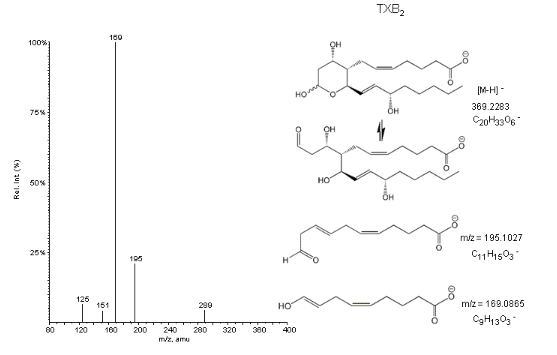 TXB2
169
100%
75%
50%
25%
Rel. Int. (%)
125
151
195
289
80 120 160 200 240 280 320 360 400
m/z, amu
OH
O⊖
O
HO
O
OH
[M-H]-
369.2283
C20H33O6-
O
OH
O⊖
O
HO
OH
O⊖
O
H
O
m/z = 195.1027
C11H15O3-
HO
O⊖
O
m/z = 169.0865
C9H13O3-